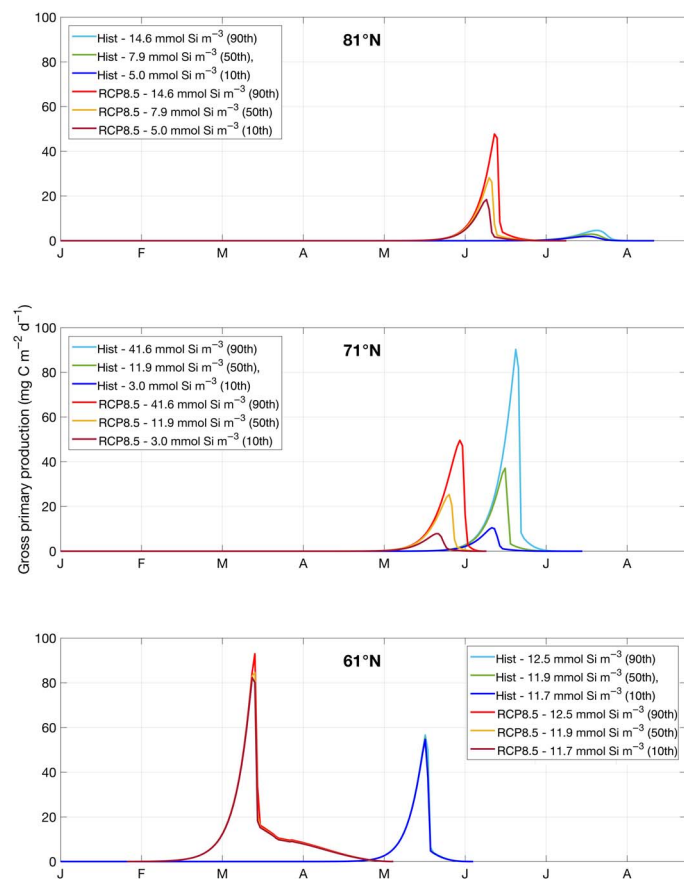 Gross primary production (mg C m⁻² d⁻¹)
81°N
Hist - 14.6 mmol Si m⁻³ (90th)
Hist - 7.9 mmol Si m⁻³ (50th),
Hist - 5.0 mmol Si m⁻³ (10th)
RCP8.5 - 14.6 mmol Si m⁻³ (90th)
RCP8.5 - 7.9 mmol Si m⁻³ (50th)
RCP8.5 - 5.0 mmol Si m⁻³ (10th)
100
80
60
40
20
0
J F M A M J J A
71°N
Hist - 41.6 mmol Si m⁻³ (90th)
Hist - 11.9 mmol Si m⁻³ (50th),
Hist - 3.0 mmol Si m⁻³ (10th)
RCP8.5 - 41.6 mmol Si m⁻³ (90th)
RCP8.5 - 11.9 mmol Si m⁻³ (50th)
RCP8.5 - 3.0 mmol Si m⁻³ (10th)
100
80
60
40
20
0
J F M A M J J A
61°N
Hist - 12.5 mmol Si m⁻³ (90th)
Hist - 11.9 mmol Si m⁻³ (50th),
Hist - 11.7 mmol Si m⁻³ (10th)
RCP8.5 - 12.5 mmol Si m⁻³ (90th)
RCP8.5 - 11.9 mmol Si m⁻³ (50th)
RCP8.5 - 11.7 mmol Si m⁻³ (10th)
100
80
60
40
20
0
J F M A M J J A